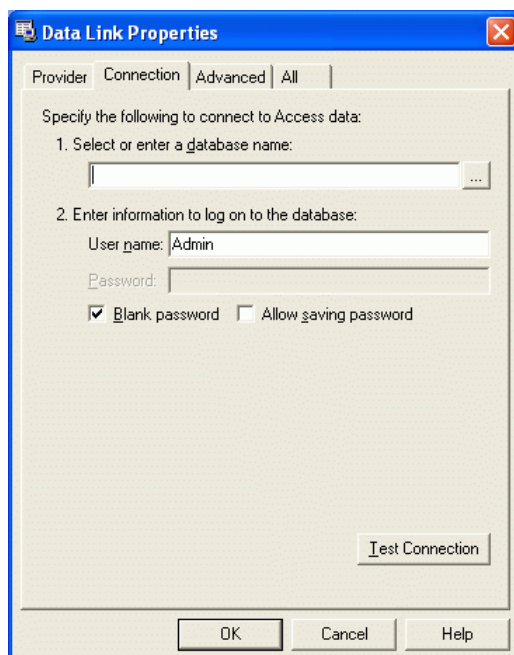 Data Link Properties
Provider Connection Advanced All
Specify the following to connect to Access data:
1. Select or enter a database name:
...
2. Enter information to log on to the database:
User name: Admin
Password:
Blank password Allow saving password
Test Connection
OK Cancel Help